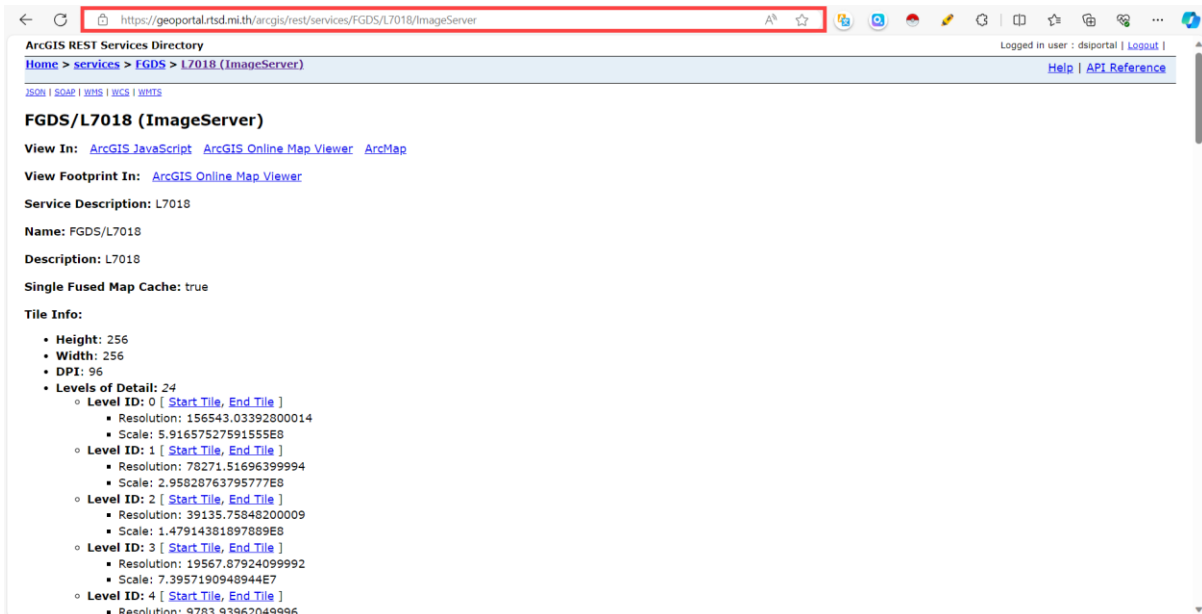 https://geoportal.rtsd.mi.th/arcgis/rest/services/FGDS/L7018/ImageServer
ArcGIS REST Services Directory
Logged in user : dsiportal | Logout |
Home > services > FGDS > L7018 (ImageServer)
Help | API Reference
JSON | SOAP | WMS | WCS | WMTS
FGDS/L7018 (ImageServer)
View In: ArcGIS JavaScript ArcGIS Online Map Viewer ArcMap
View Footprint In: ArcGIS Online Map Viewer
Service Description: L7018
Name: FGDS/L7018
Description: L7018
Single Fused Map Cache: true
Tile Info:
• Height: 256
• Width: 256
• DPI: 96
• Levels of Detail: 24
Level ID: 0 [ Start Tile, End Tile ]
Resolution: 156543.03392800014
Scale: 5.91657527591555E8
Level ID: 1 [ Start Tile, End Tile ]
Resolution: 78271.51696399994
Scale: 2.95828763795777E8
Level ID: 2 [ Start Tile, End Tile ]
Resolution: 39135.75848200009
Scale: 1.47914381897889E8
Level ID: 3 [ Start Tile, End Tile ]
Resolution: 19567.87924099992
Scale: 7.3957190948944E7
Level ID: 4 [ Start Tile, End Tile ]
Resolution: 9783.93962049996